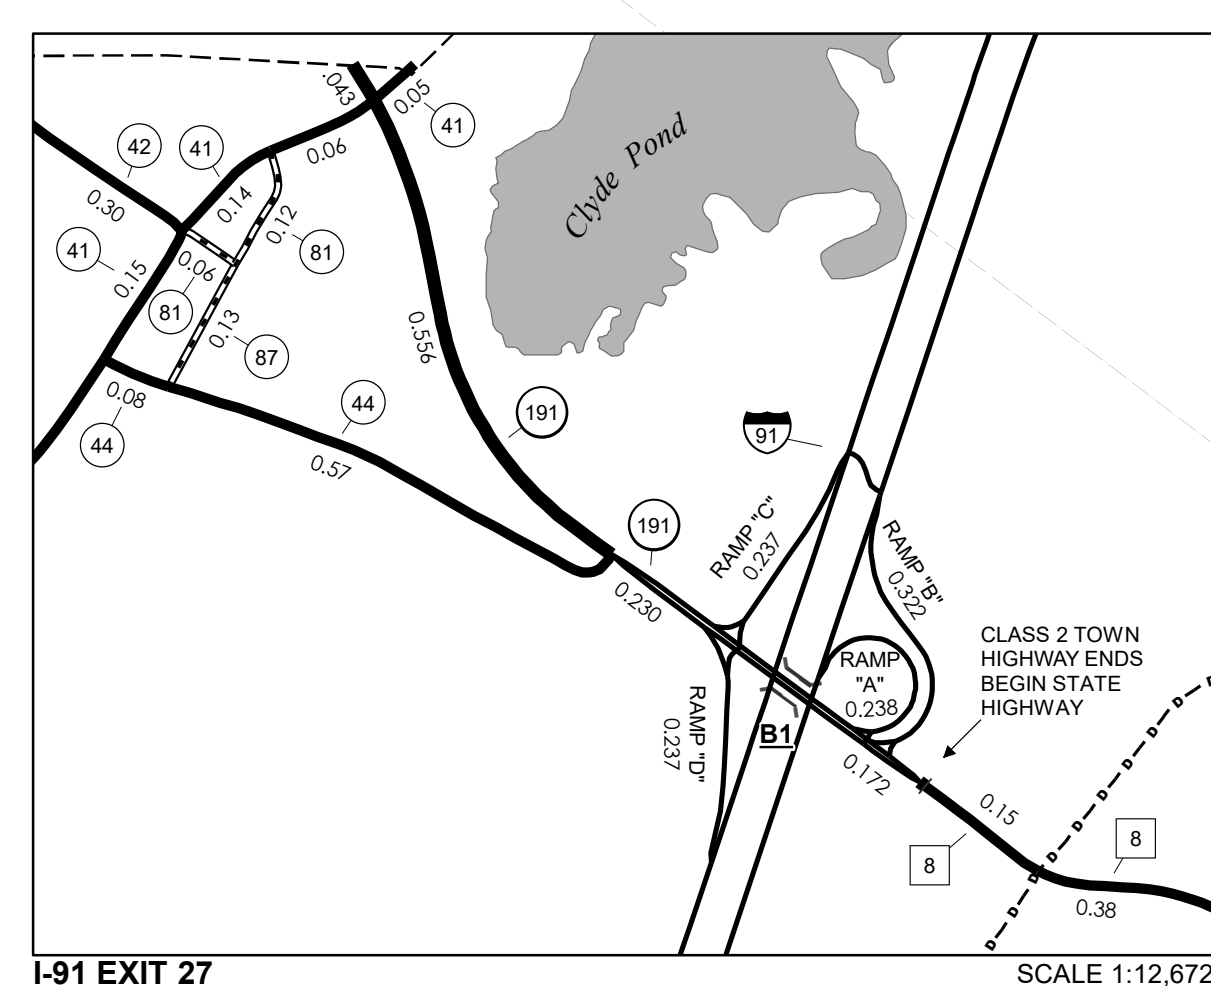 .043
0.05
41
42
41
0.06
0.30
0.14
0.12
41
0.15
0.06
81
81
0.13
87
0.08
44
44
0.57
0.556
191
Clyde Pond
91
191
0.230
RAMP "C"
0.237
RAMP "B"
0.322
RAMP
"A"
0.238
CLASS 2 TOWN
HIGHWAY ENDS
BEGIN STATE
HIGHWAY
RAMP "D"
0.237
B1
0.172
0.15
8
8
0.38
D
D
D
D
D
D
D
D
D
D
I-91 EXIT 27
SCALE 1:12,672